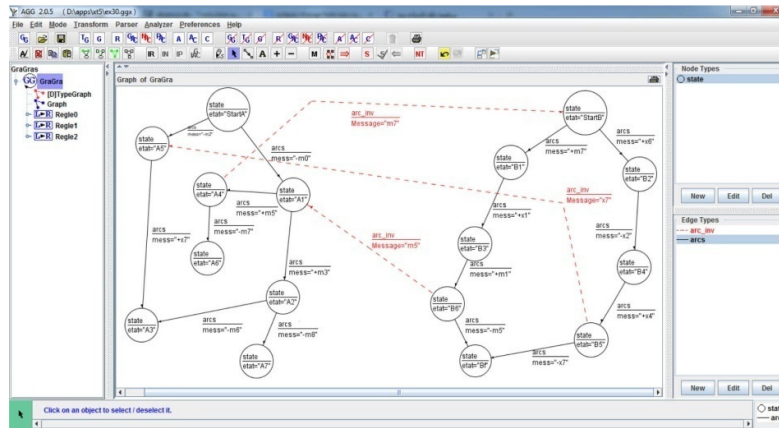 AGG 2.0.5 ( D:\apps\xt5\ex30.ggx )
File Edit Mode Transform Parser Analyzer Preferences Help
GraGras
GraGra
[D]TypeGraph
Graph
L R Regle0
L R Regle1
L R Regle2
Graph of GraGra
state
etat="StartA"
arcs
mess="-m0"
state
etat="A5"
arc_inv
Message="m7"
state
etat="StartB"
arcs
mess="+m7"
arcs
mess="+x6"
state
etat="B1"
state
etat="B2"
state
etat="A4"
arcs
mess="+m5"
state
etat="A1"
arc_inv
Message="x7"
arcs
mess="+x1"
arcs
mess="-x2"
arcs
mess="+x7"
arcs
mess="-m7"
state
etat="A6"
arc_inv
Message="m5"
state
etat="B3"
arcs
mess="+m3"
arcs
mess="+m1"
state
etat="B4"
state
etat="A2"
state
etat="B6"
arcs
mess="+x4"
state
etat="A3"
arcs
mess="-m6"
arcs
mess="-m8"
arcs
mess="-m5"
state
etat="B5"
state
etat="A7"
state
etat="Bf"
arcs
mess="-x7"
Node Types
state
New Edit Del
Edge Types
arc_inv
arcs
New Edit Del
Click on an object to select / deselect it.